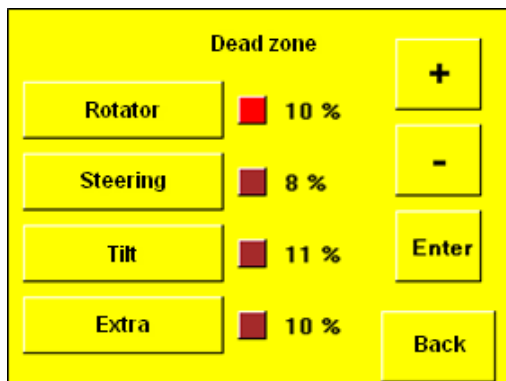 Dead zone
+
Rotator 10 %
-
Steering 8 %
Tilt 11 %
Enter
Extra 10 %
Back